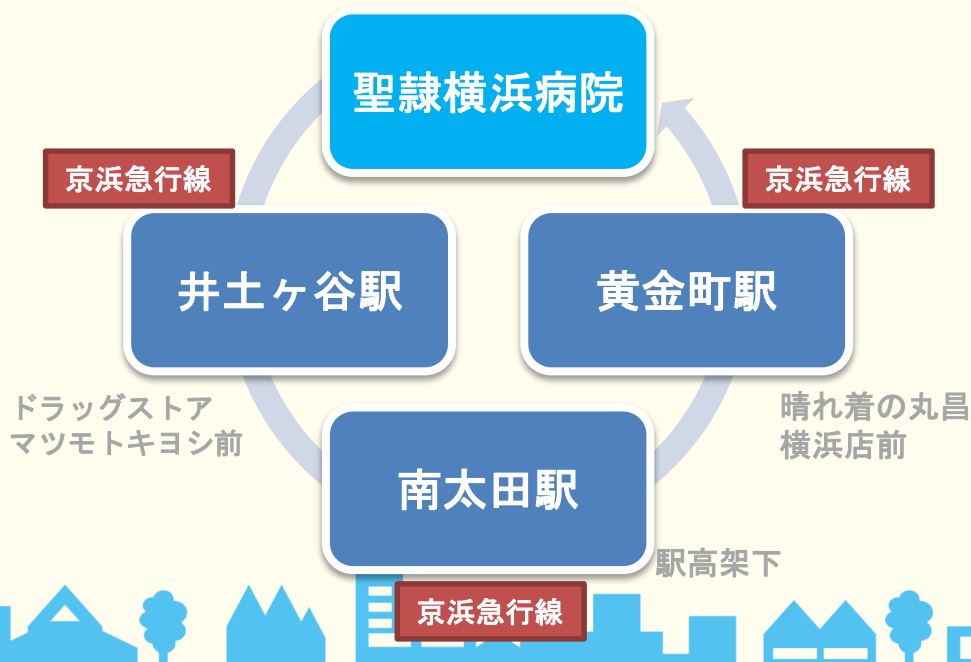 聖隷横浜病院
京浜急行線
京浜急行線
井土ヶ谷駅
黄金町駅
ドラッグストア
マツモトキヨシ前
晴れ着の丸昌
横浜店前
南太田駅
駅高架下
京浜急行線